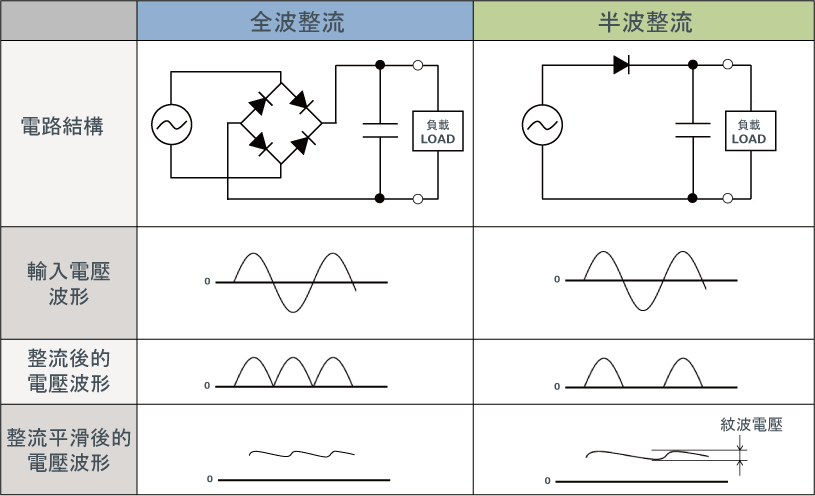 全波整流
半波整流
電路結構
負載
LOAD
負載
LOAD
輸入電壓
波形
0
0
整流後的
電壓波形
0
0
整流平滑後的
電壓波形
0
紋波電壓
0